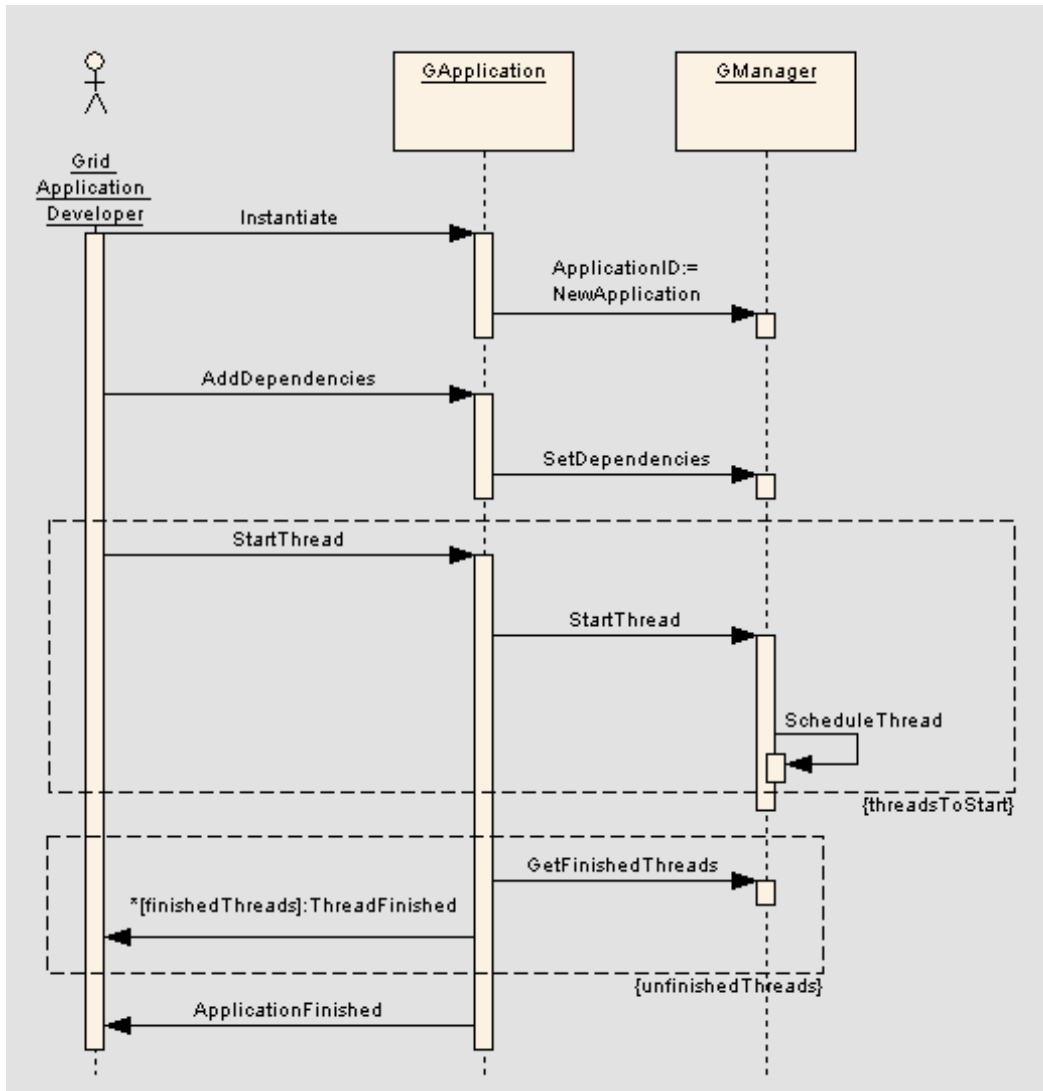 GApplication
GManager
Grid
Application
Developer
Instantiate
ApplicationID:=
NewApplication
AddDependencies
SetDependencies
StartThread
StartThread
ScheduleThread
{threadsToStart}
GetFinishedThreads
*[finishedThreads]:ThreadFinished
{unfinishedThreads}
ApplicationFinished